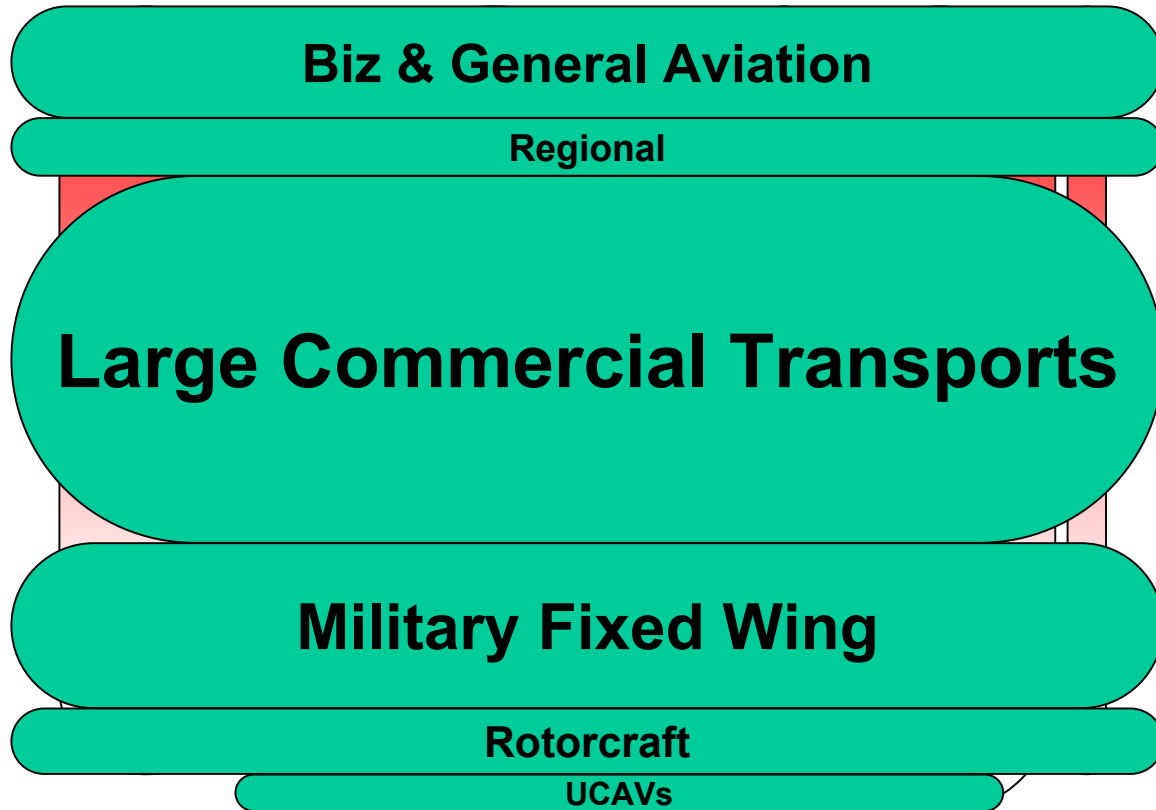 Biz & General Aviation
Regional
Large Commercial Transports
Military Fixed Wing
Rotorcraft
UCAVs